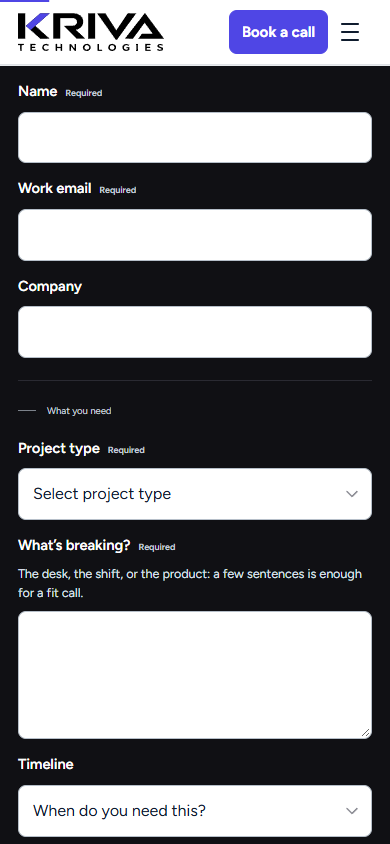 KRIVA
TECHNOLOGIES
Book a call
Name Required
Work email Required
Company
What you need
Project type Required
Select project type
What's breaking? Required
The desk, the shift, or the product: a few sentences is enough
for a fit call.
Timeline
When do you need this?